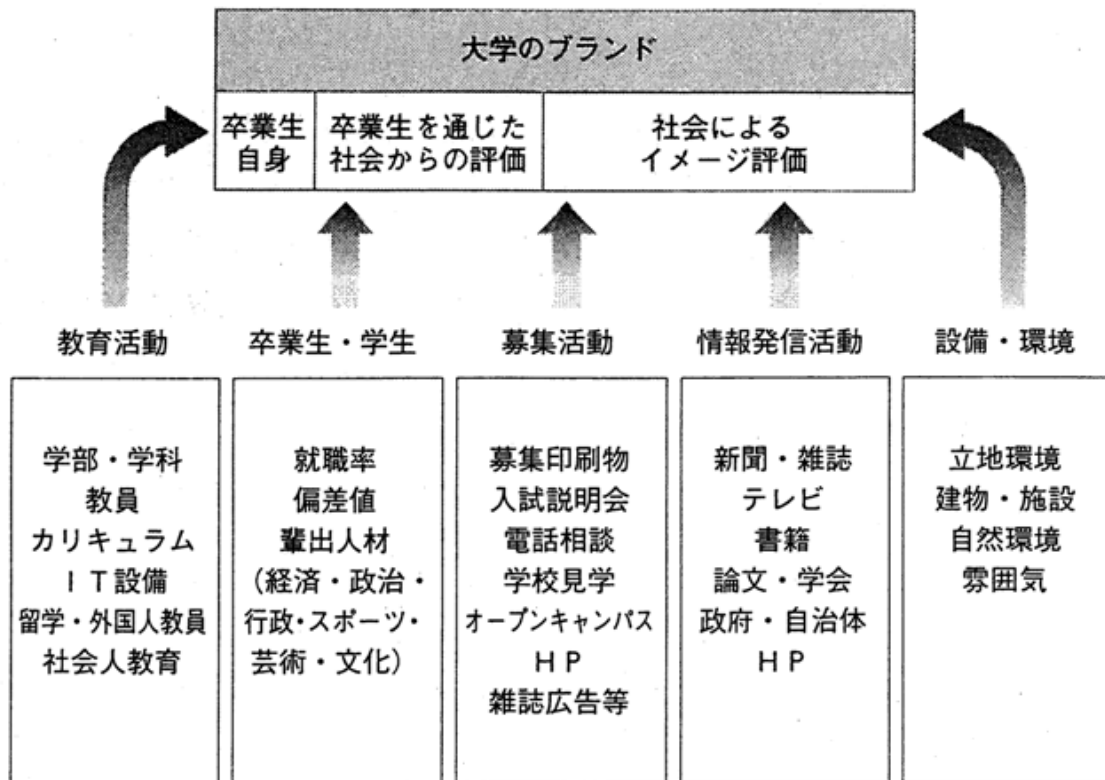 大学のブランド
卒業生
自身
卒業生を通じた
社会からの評価
社会による
イメージ評価
教育活動
卒業生・学生
募集活動
情報発信活動
設備・環境
学部・学科
教員
カリキュラム
IT設備
留学・外国人教員
社会人教育
就職率
偏差値
輩出人材
(経済・政治・
行政・スポーツ・
芸術・文化)
募集印刷物
入試説明会
電話相談
学校見学
オープンキャンパス
HP
雑誌広告等
新聞・雑誌
テレビ
書籍
論文・学会
政府・自治体
HP
立地環境
建物・施設
自然環境
雰囲気